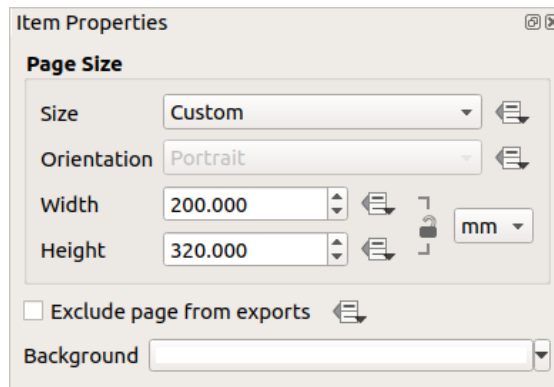 Item Properties
Page Size
Size Custom
Orientation Portrait
Width 200.000
mm
Height 320.000
Exclude page from exports
Background